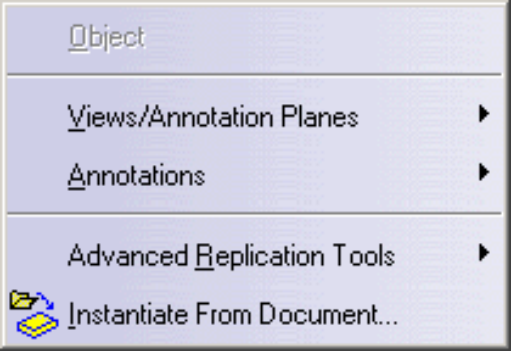 Object
Views/Annotation Planes
Annotations
Advanced Replication Tools
Instantiate From Document...